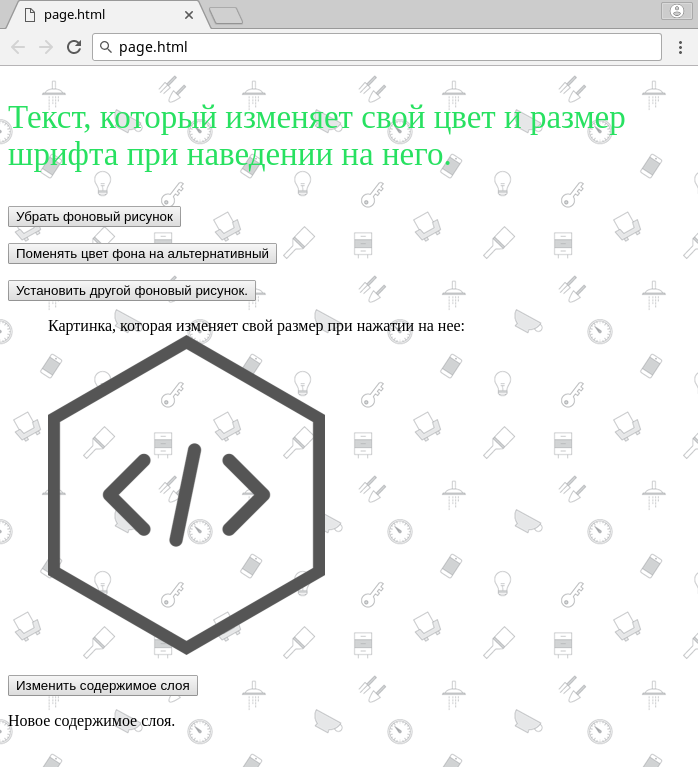 page.html
page.html
Текст, который изменяет свой цвет и размер
шрифта при наведении на него.
Убрать фоновый рисунок
Поменять цвет фона на альтернативный
Установить другой фоновый рисунок.
Картинка, которая изменяет свой размер при нажатии на нее:
</>
Изменить содержимое слоя
Новое содержимое слоя.